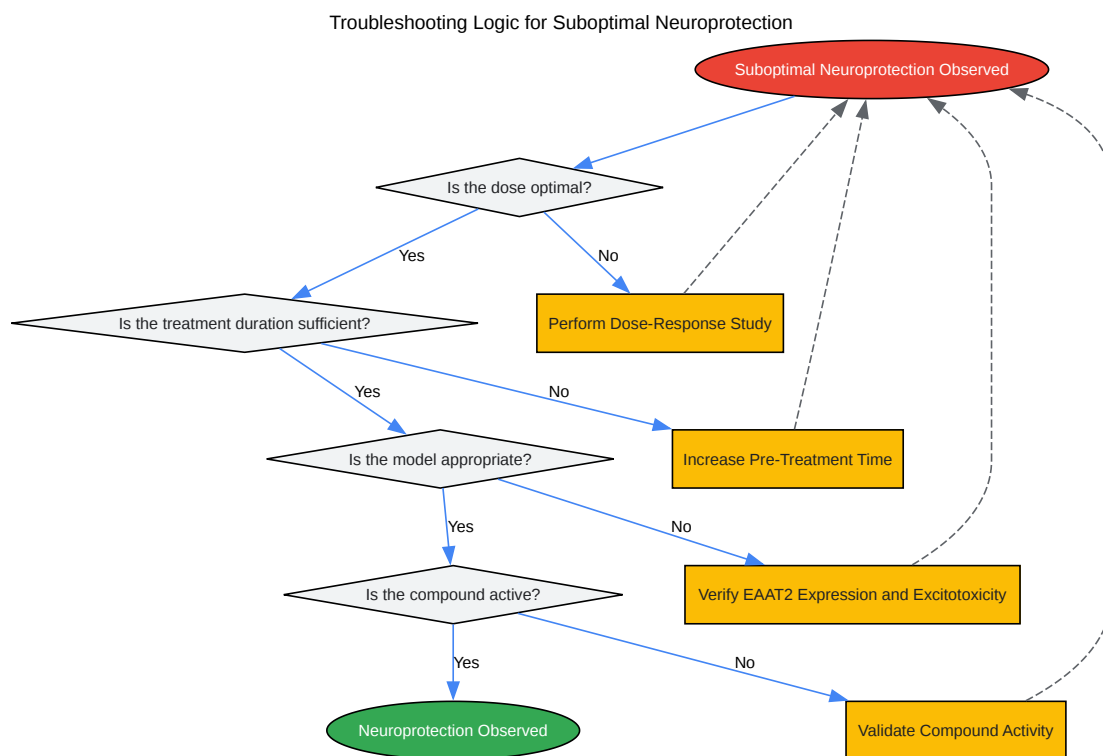 Troubleshooting Logic for Suboptimal Neuroprotection
Suboptimal Neuroprotection Observed
Is the dose optimal?
Yes
No
Is the treatment duration sufficient?
Perform Dose-Response Study
Yes
No
Is the model appropriate?
Increase Pre-Treatment Time
Yes
No
Is the compound active?
Verify EAAT2 Expression and Excitotoxicity
Yes
No
Neuroprotection Observed
Validate Compound Activity